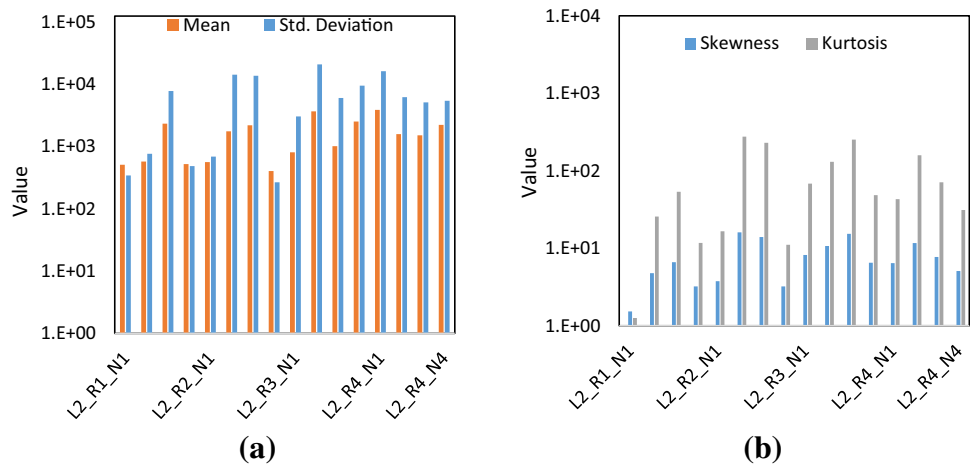 1.E+05
1.E+04
1.E+03
1.E+02
1.E+01
1.E+00
Value
Mean
Std. Deviation
L2_R1_N1
L2_R2_N1
L2_R3_N1
L2_R4_N1
L2_R4_N4
(a)
1.E+04
1.E+03
1.E+02
1.E+01
1.E+00
Value
Skewness
Kurtosis
L2_R1_N1
L2_R2_N1
L2_R3_N1
L2_R4_N1
L2_R4_N4
(b)